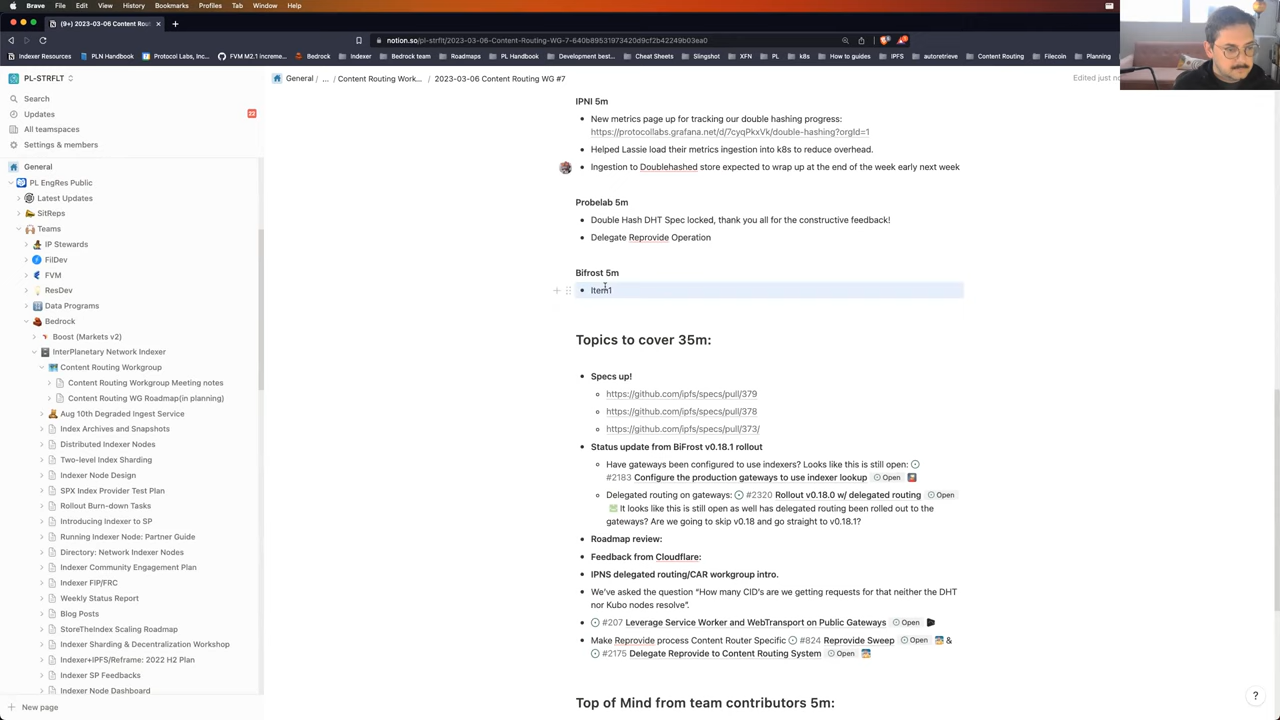 Brave File Edit View History Bookmarks Profiles Tab Window Help
(9+) 2023-03-06 Content Rout
notion.so/pl-strflt/2023-03-06-Content-Routing-WG-7-640b89531973420d9cf2b42249b03ea0
Indexer Resources PLN Handbook Protocol Labs, Inc... FVM M2.1 increme... Bedrock Bedrock team Roadmaps PL-Content Building the best... Cheat Sheets Slingshot XFN PL k8s How to guides IPFS autoretrieve Content Routing Filecoin Planning
PL-STRFLT
General / ... / Content Routing Work... / 2023-03-06 Content Routing WG #7
Edited just no
Search
Updates 22
All teamspaces
Settings & members
General
PL EngRes Public
Latest Updates
SitReps
Teams
IP Stewards
FilDev
FVM
ResDev
Data Programs
Bedrock
Boost (Markets v2)
InterPlanetary Network Indexer
Content Routing Workgroup
Content Routing Workgroup Meeting notes
Content Routing WG Roadmap(in planning)
Aug 10th Degraded Ingest Service
Index Archives and Snapshots
Distributed Indexer Nodes
Two-level Index Sharding
Indexer Node Design
SPX Index Provider Test Plan
Rollout Burn-down Tasks
Introducing Indexer to SP
Running Indexer Node: Partner Guide
Directory: Network Indexer Nodes
Indexer Community Engagement Plan
Indexer FIP/FRC
Weekly Status Report
Blog Posts
StoreTheIndex Scaling Roadmap
Indexer Sharding & Decentralization Workshop
Indexer+IPFS/Reframe: 2022 H2 Plan
Indexer SP Feedbacks
Indexer Node Dashboard
New page
IPNI 5m
New metrics page up for tracking our double hashing progress:
https://protocollabs.grafana.net/d/7cyqPkxVk/double-hashing?orgId=1
Helped Lassie load their metrics ingestion into k8s to reduce overhead.
Ingestion to Doublehashed store expected to wrap up at the end of the week early next week
Probelab 5m
Double Hash DHT Spec locked, thank you all for the constructive feedback!
Delegate Reprovide Operation
Bifrost 5m
Item1
Topics to cover 35m:
Specs up!
https://github.com/ipfs/specs/pull/379
https://github.com/ipfs/specs/pull/378
https://github.com/ipfs/specs/pull/373/
Status update from BiFrost v0.18.1 rollout
Have gateways been configured to use indexers? Looks like this is still open:
#2183 Configure the production gateways to use indexer lookup Open
Delegated routing on gateways: #2320 Rollout v0.18.0 w/ delegated routing Open
It looks like this is still open as well has delegated routing been rolled out to the
gateways? Are we going to skip v0.18 and go straight to v0.18.1?
Roadmap review:
Feedback from Cloudflare:
IPNS delegated routing/CAR workgroup intro.
We've asked the question "How many CID's are we getting requests for that neither the DHT
nor Kubo nodes resolve".
#207 Leverage Service Worker and WebTransport on Public Gateways Open
Make Reprovide process Content Router Specific #824 Reprovide Sweep Open &
#2175 Delegate Reprovide to Content Routing System Open
Top of Mind from team contributors 5m:
?